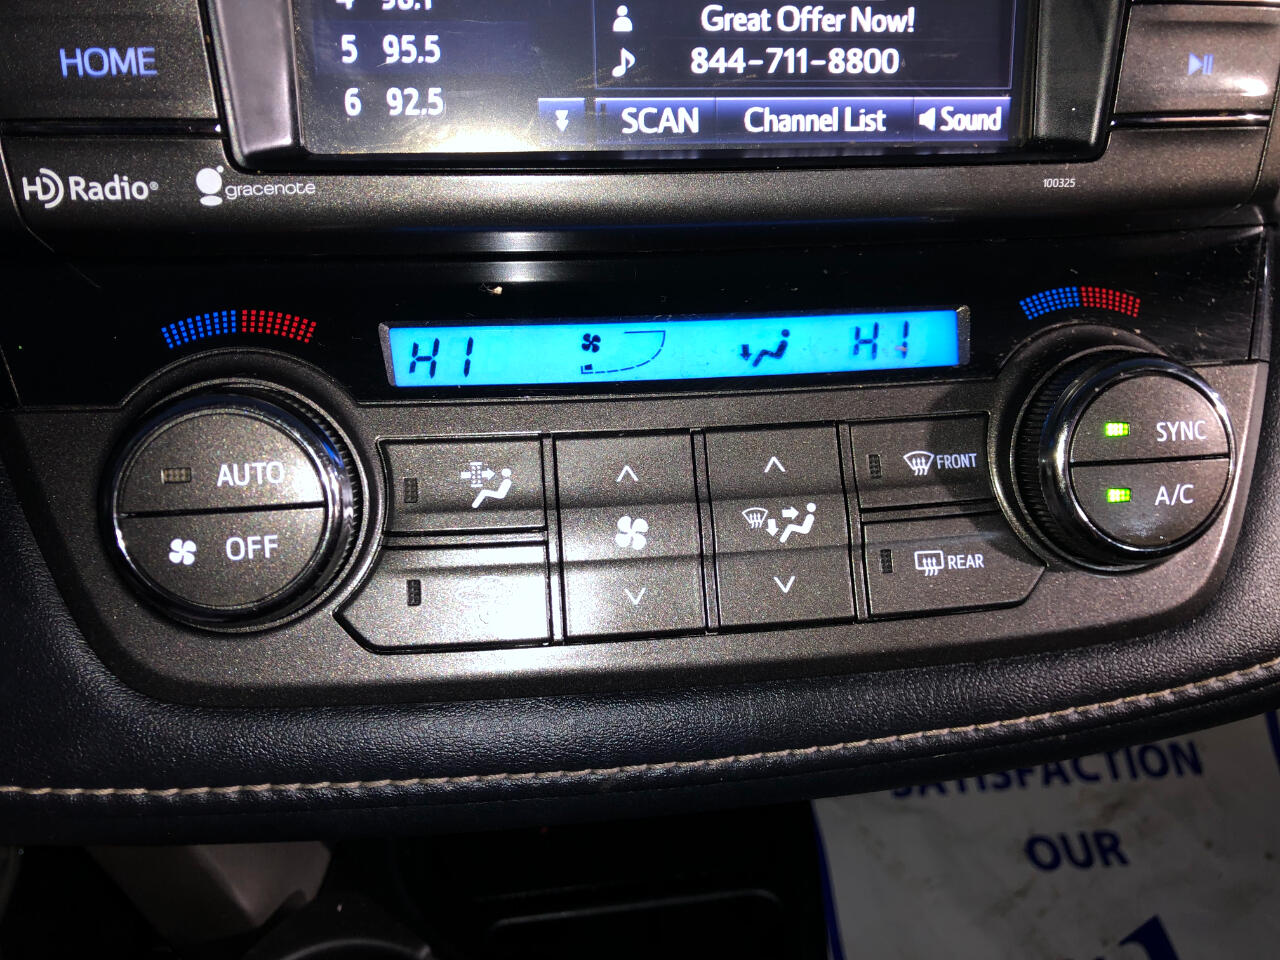 HOME
5 95.5
6 92.5
Great Offer Now!
844-711-8800
SCAN Channel List Sound
HD Radio®
gracenote
100325
HI HI
AUTO
OFF
FRONT
REAR
SYNC
A/C
SATISFACTION
OUR